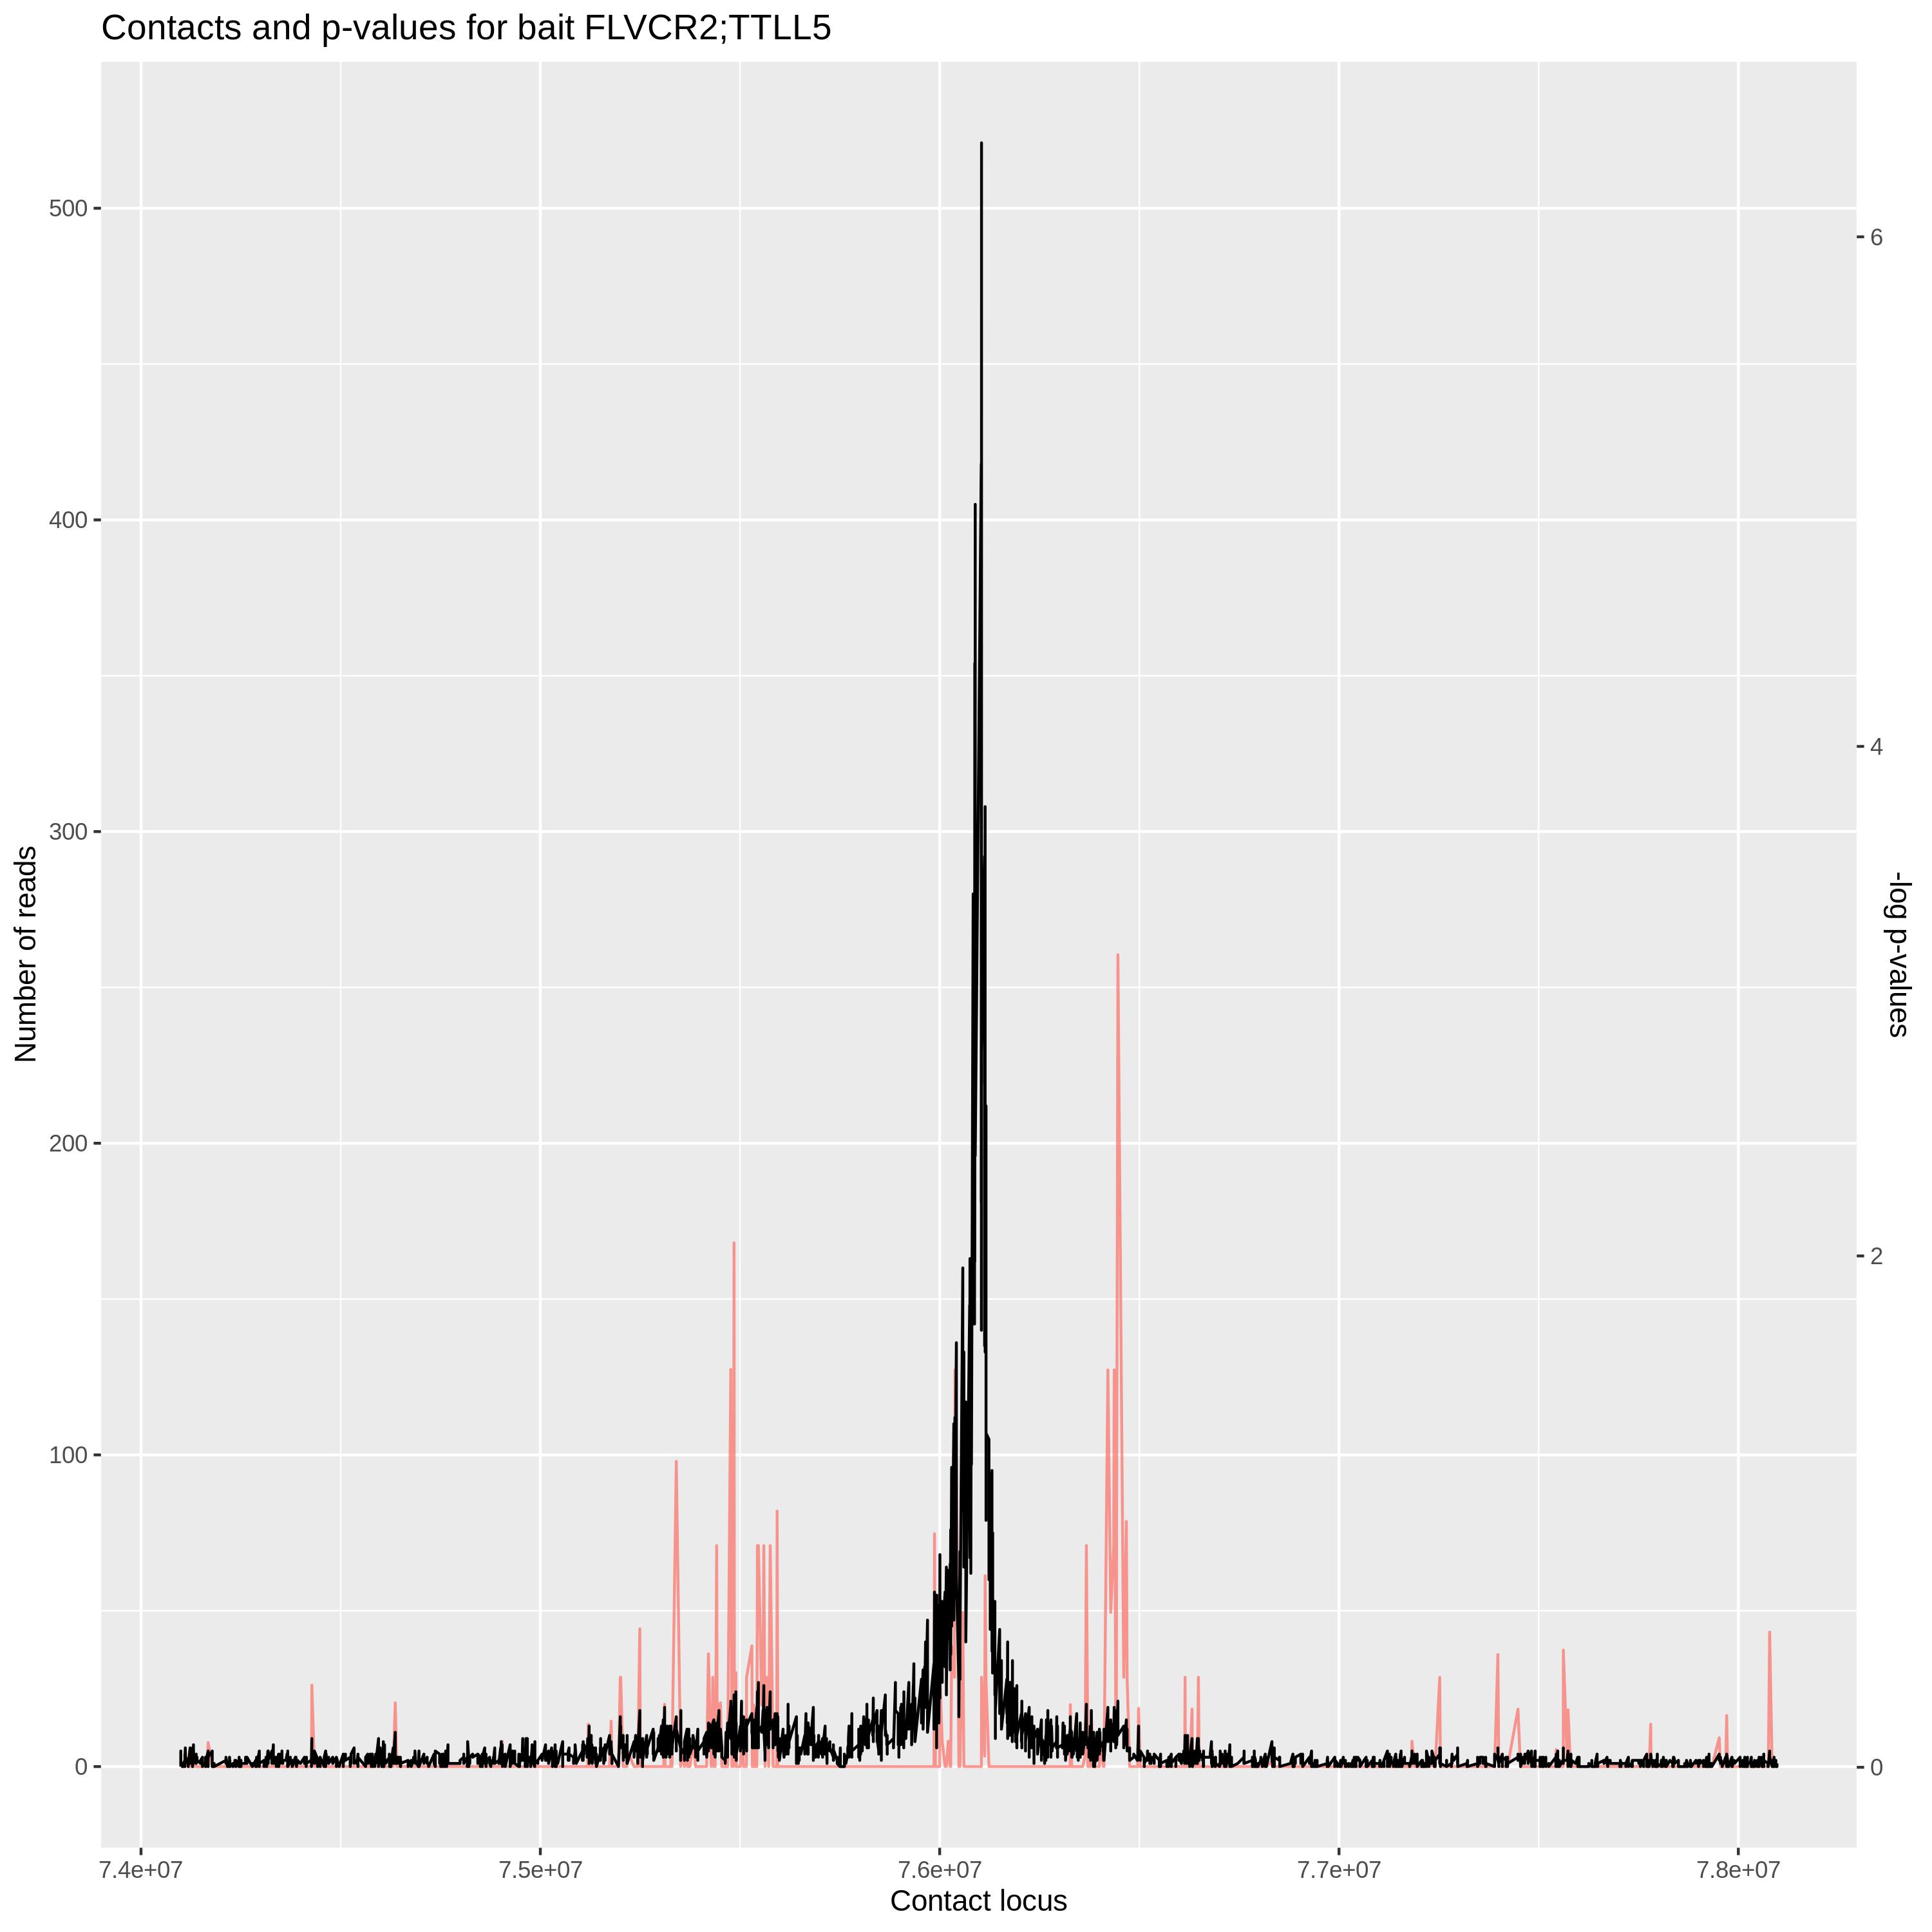 Contacts and p-values for bait FLVCR2;TTLL5
500
400
300
200
100
0
Number of reads
6
4
2
0
-log p-values
7.4e+07 7.5e+07 7.6e+07 7.7e+07 7.8e+07
Contact locus